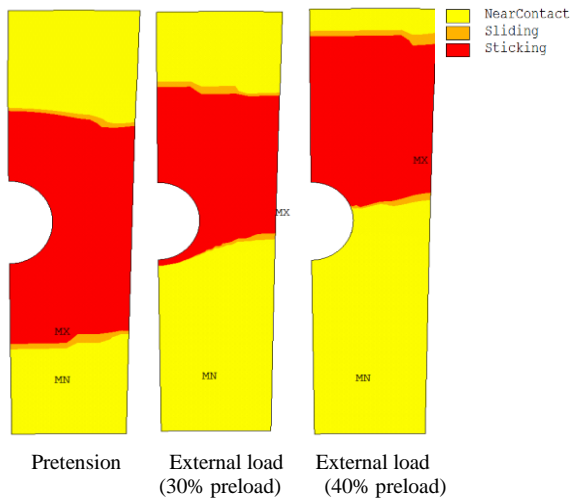 NearContact
Sliding
Sticking
MX
MX
MX
MN
MN
MN
Pretension
External load
(30% preload)
External load
(40% preload)